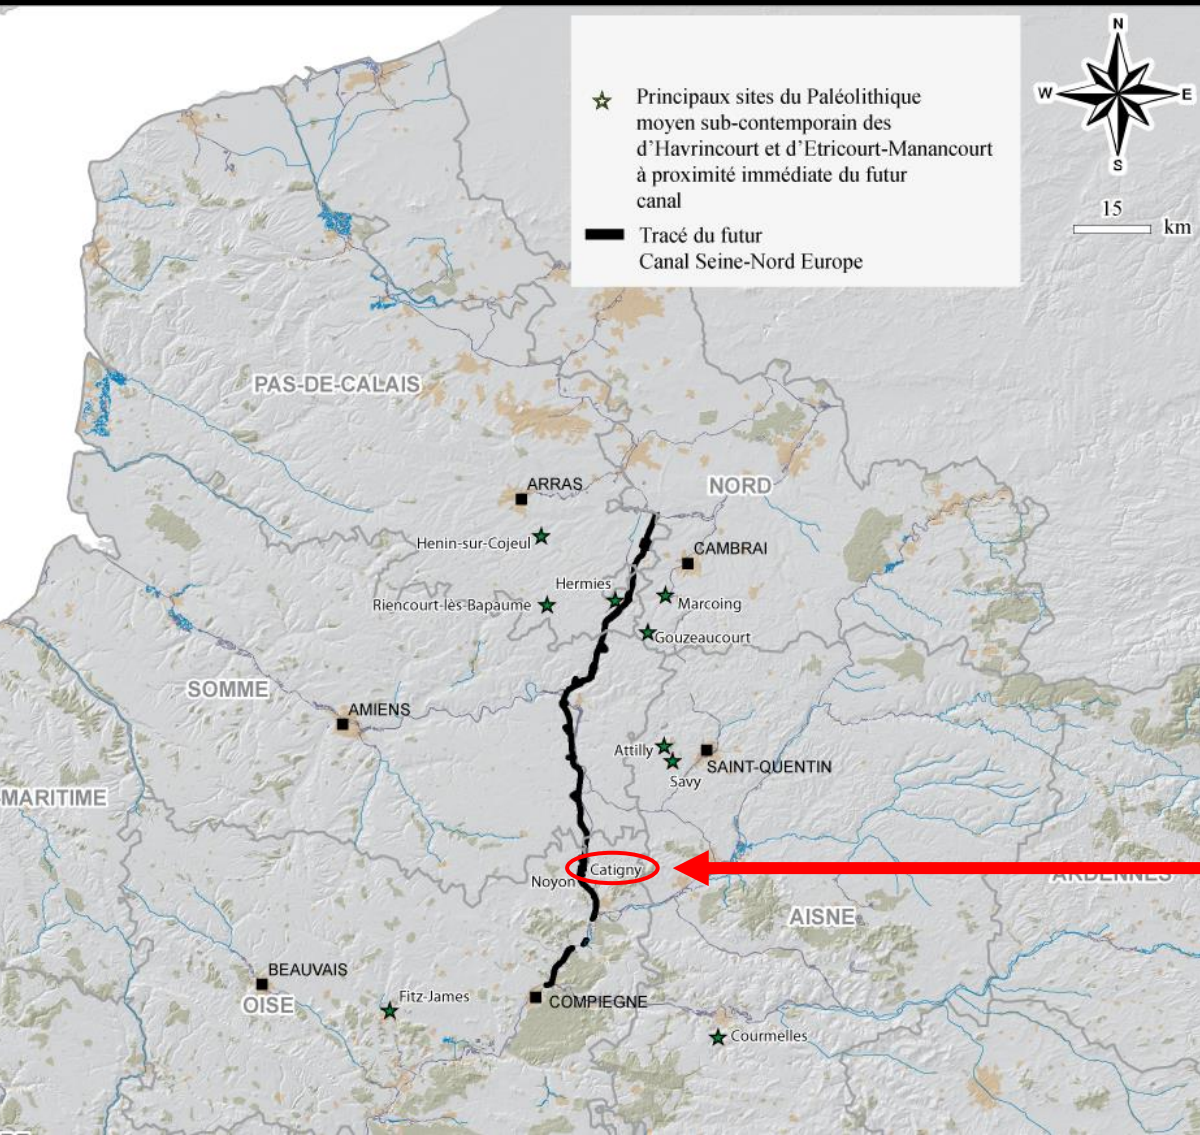 N
W
E
S
Principaux sites du Paléolithique
moyen sub-contemporain des
d'Havrincourt et d'Etricourt-Manancourt
à proximité immédiate du futur
canal
Tracé du futur
Canal Seine-Nord Europe
15
km
PAS-DE-CALAIS
ARRAS
NORD
Henin-sur-Cojeul
CAMBRAI
Hermies
Riencourt-lès-Bapaume
Marcoing
Gouzeaucourt
SOMME
AMIENS
Attilly
SAINT-QUENTIN
Savy
MARITIME
Catigny
Noyon
ARDENNES
AISNE
BEAUVAIS
OISE
Fitz-James
COMPIEGNE
Courmelles